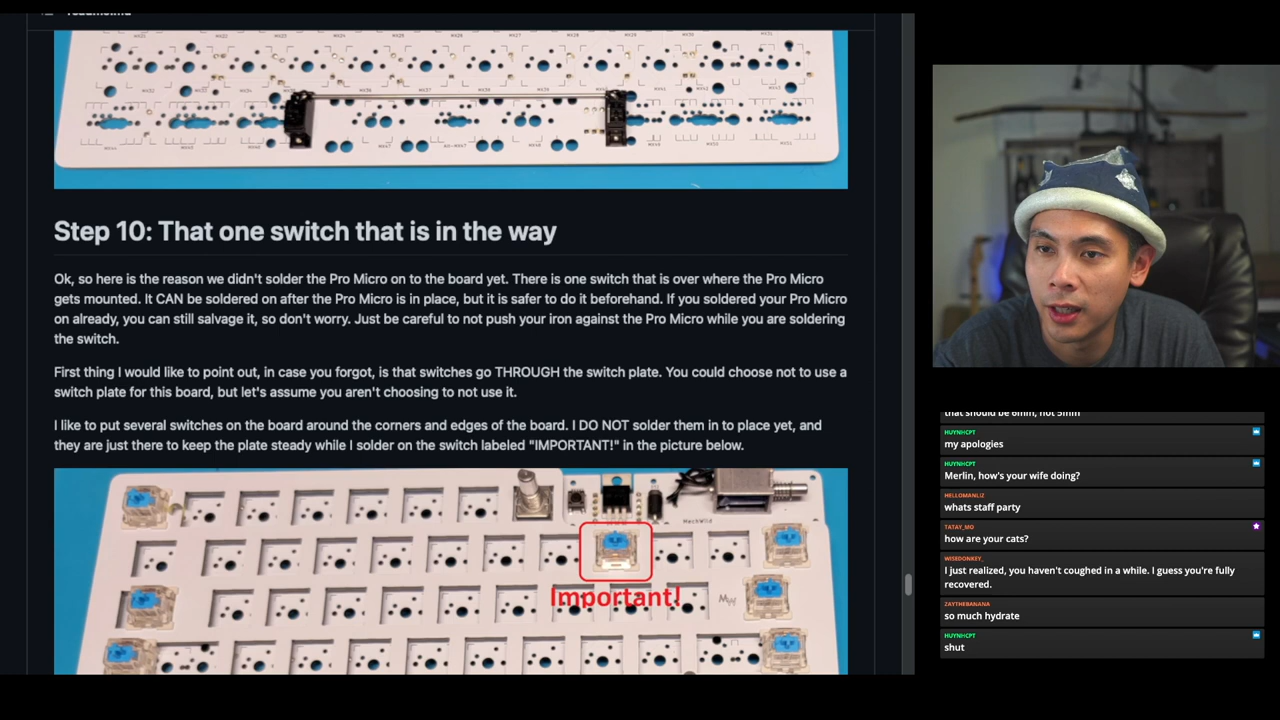 Step 10: That one switch that is in the way
Ok, so here is the reason we didn't solder the Pro Micro on to the board yet. There is one switch that is over where the Pro Micro
gets mounted. It CAN be soldered on after the Pro Micro is in place, but it is safer to do it beforehand. If you soldered your Pro Micro
on already, you can still salvage it, so don't worry. Just be careful to not push your iron against the Pro Micro while you are soldering
the switch.
First thing I would like to point out, in case you forgot, is that switches go THROUGH the switch plate. You could choose not to use a
switch plate for this board, but let's assume you aren't choosing to not use it.
I like to put several switches on the board around the corners and edges of the board. I DO NOT solder them in to place yet, and
they are just there to keep the plate steady while I solder on the switch labeled "IMPORTANT!" in the picture below.
MechWild
Important!
that should be 6mm, not 5mm
HUYNHCPT
my apologies
HUYNHCPT
Merlin, how's your wife doing?
HELLOMANLIZ
whats staff party
TATAY_MO
how are your cats?
WISEDONKEY_
I just realized, you haven't coughed in a while. I guess you're fully
recovered.
ZAYTHEBANANA
so much hydrate
HUYNHCPT
shut